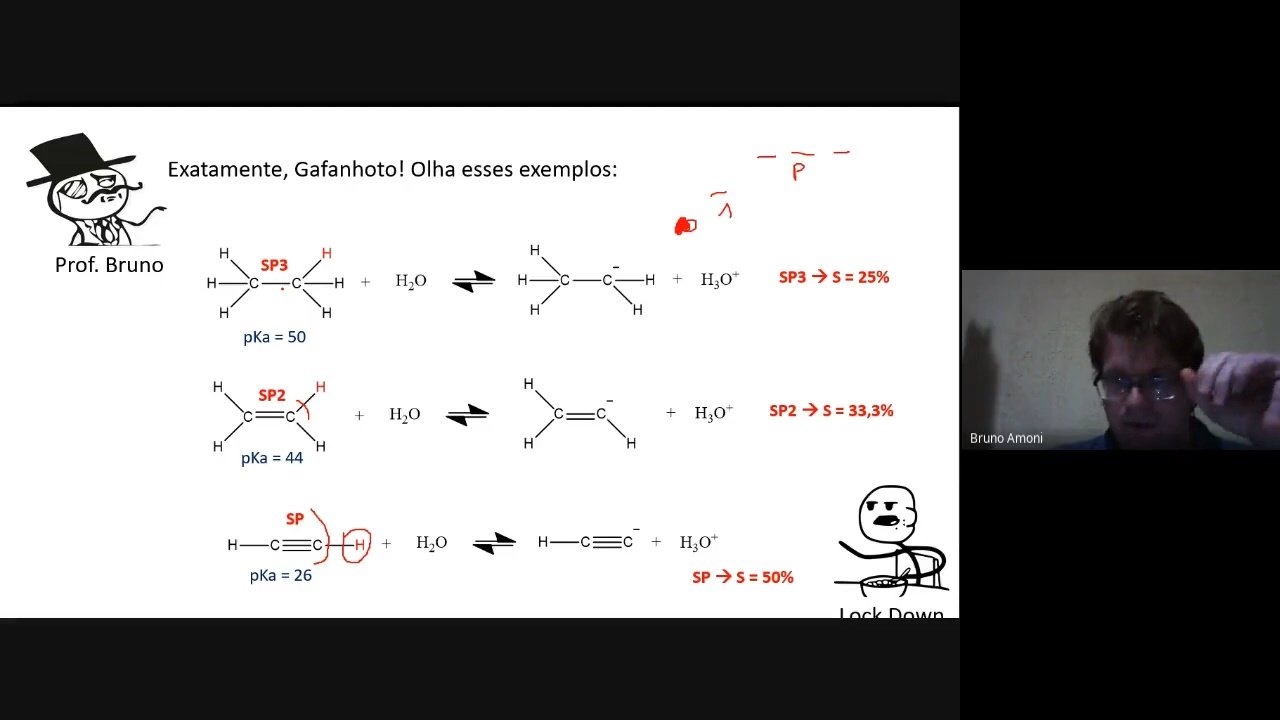 Exatamente, Gafanhoto! Olha esses exemplos:
P
Prof. Bruno
H H
SP3
H C C H
H H
pKa = 50
+ H₂O
H
H C C⁻ H
H H
+ H₃O⁺
SP3 → S = 25%
H H
SP2
C C
H H
pKa = 44
+ H₂O
H
C C⁻
H H
+ H₃O⁺
SP2 → S = 33,3%
SP
H C C H
pKa = 26
+ H₂O
H C C⁻
+ H₃O⁺
SP → S = 50%
Lock Down
Bruno Amoni